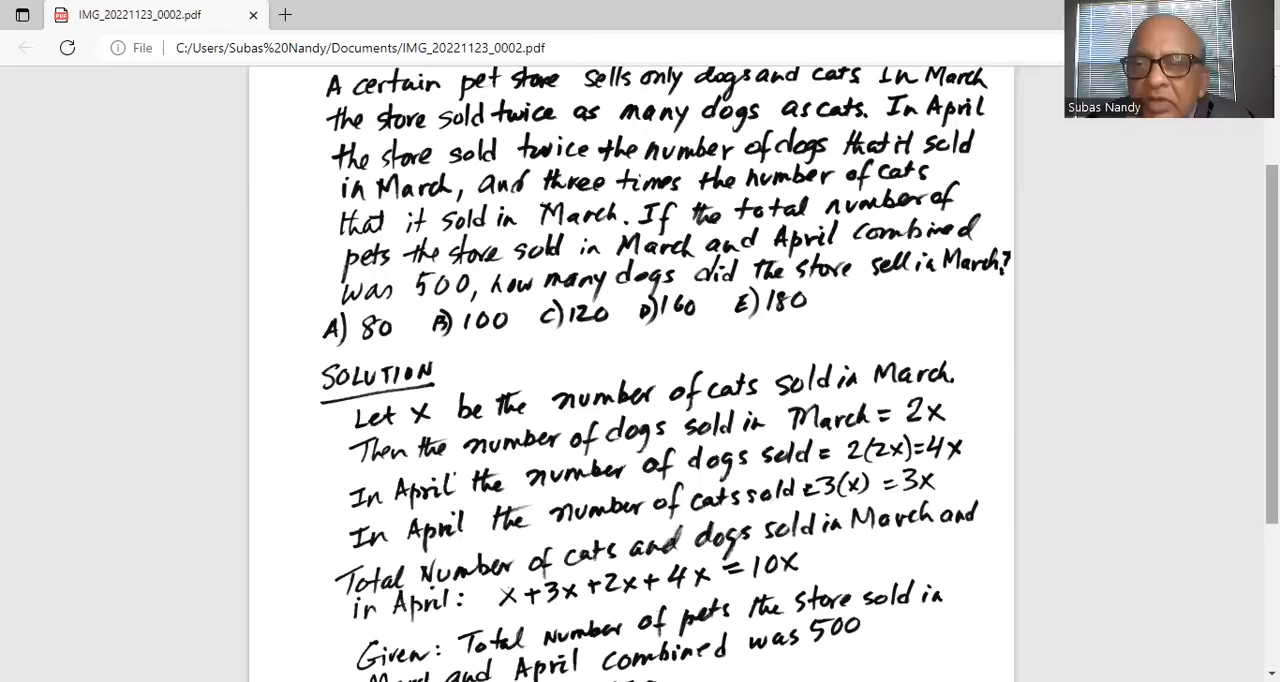 IMG_20221123_0002.pdf
File C:/Users/Subas%20Nandy/Documents/IMG_20221123_0002.pdf
Subas Nandy
A certain pet store sells only dogs and cats In March
the store sold twice as many dogs as cats. In April
the store sold twice the number of dogs that it sold
in March, and three times the number of cats
that it sold in March. If the total number of
pets the store sold in March and April combined
was 500, how many dogs did the store sell in March?
A) 80 B) 100 C) 120 D) 160 E) 180
SOLUTION
Let x be the number of cats sold in March.
Then the number of dogs sold in March = 2x
In April the number of dogs sold = 2(2x)=4x
In April the number of cats sold = 3(x) = 3x
Total Number of cats and dogs sold in March and
in April: x+3x+2x+4x = 10x
Given: Total number of pets the store sold in
March and April combined was 500